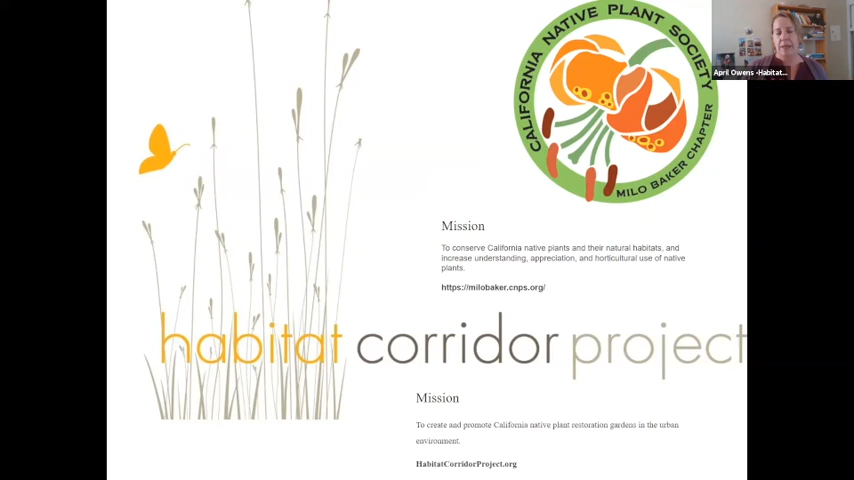 CALIFORNIA NATIVE PLANT SOCIETY
MILO BAKER CHAPTER
April Owens -Habitat...
Mission
To conserve California native plants and their natural habitats, and
increase understanding, appreciation, and horticultural use of native
plants.
https://milobaker.cnps.org/
habitat corridor project
Mission
To create and promote California native plant restoration gardens in the urban
environment.
HabitatCorridorProject.org